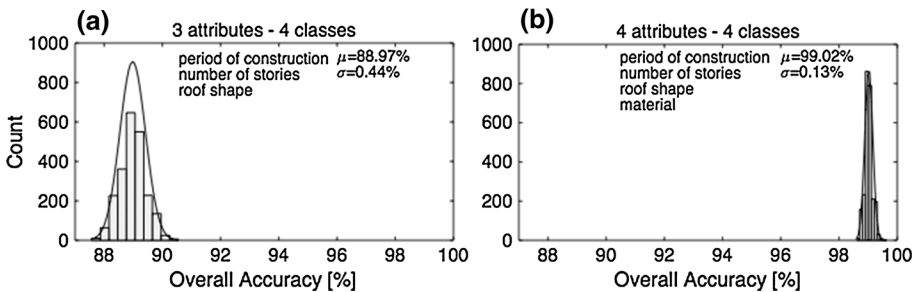 (a)
3 attributes - 4 classes
period of construction μ=88.97%
number of stories σ=0.44%
roof shape
1000
800
600
400
200
0
Count
88 90 92 94 96 98 100
Overall Accuracy [%]
(b)
4 attributes - 4 classes
period of construction μ=99.02%
number of stories σ=0.13%
roof shape
material
1000
800
600
400
200
0
88 90 92 94 96 98 100
Overall Accuracy [%]